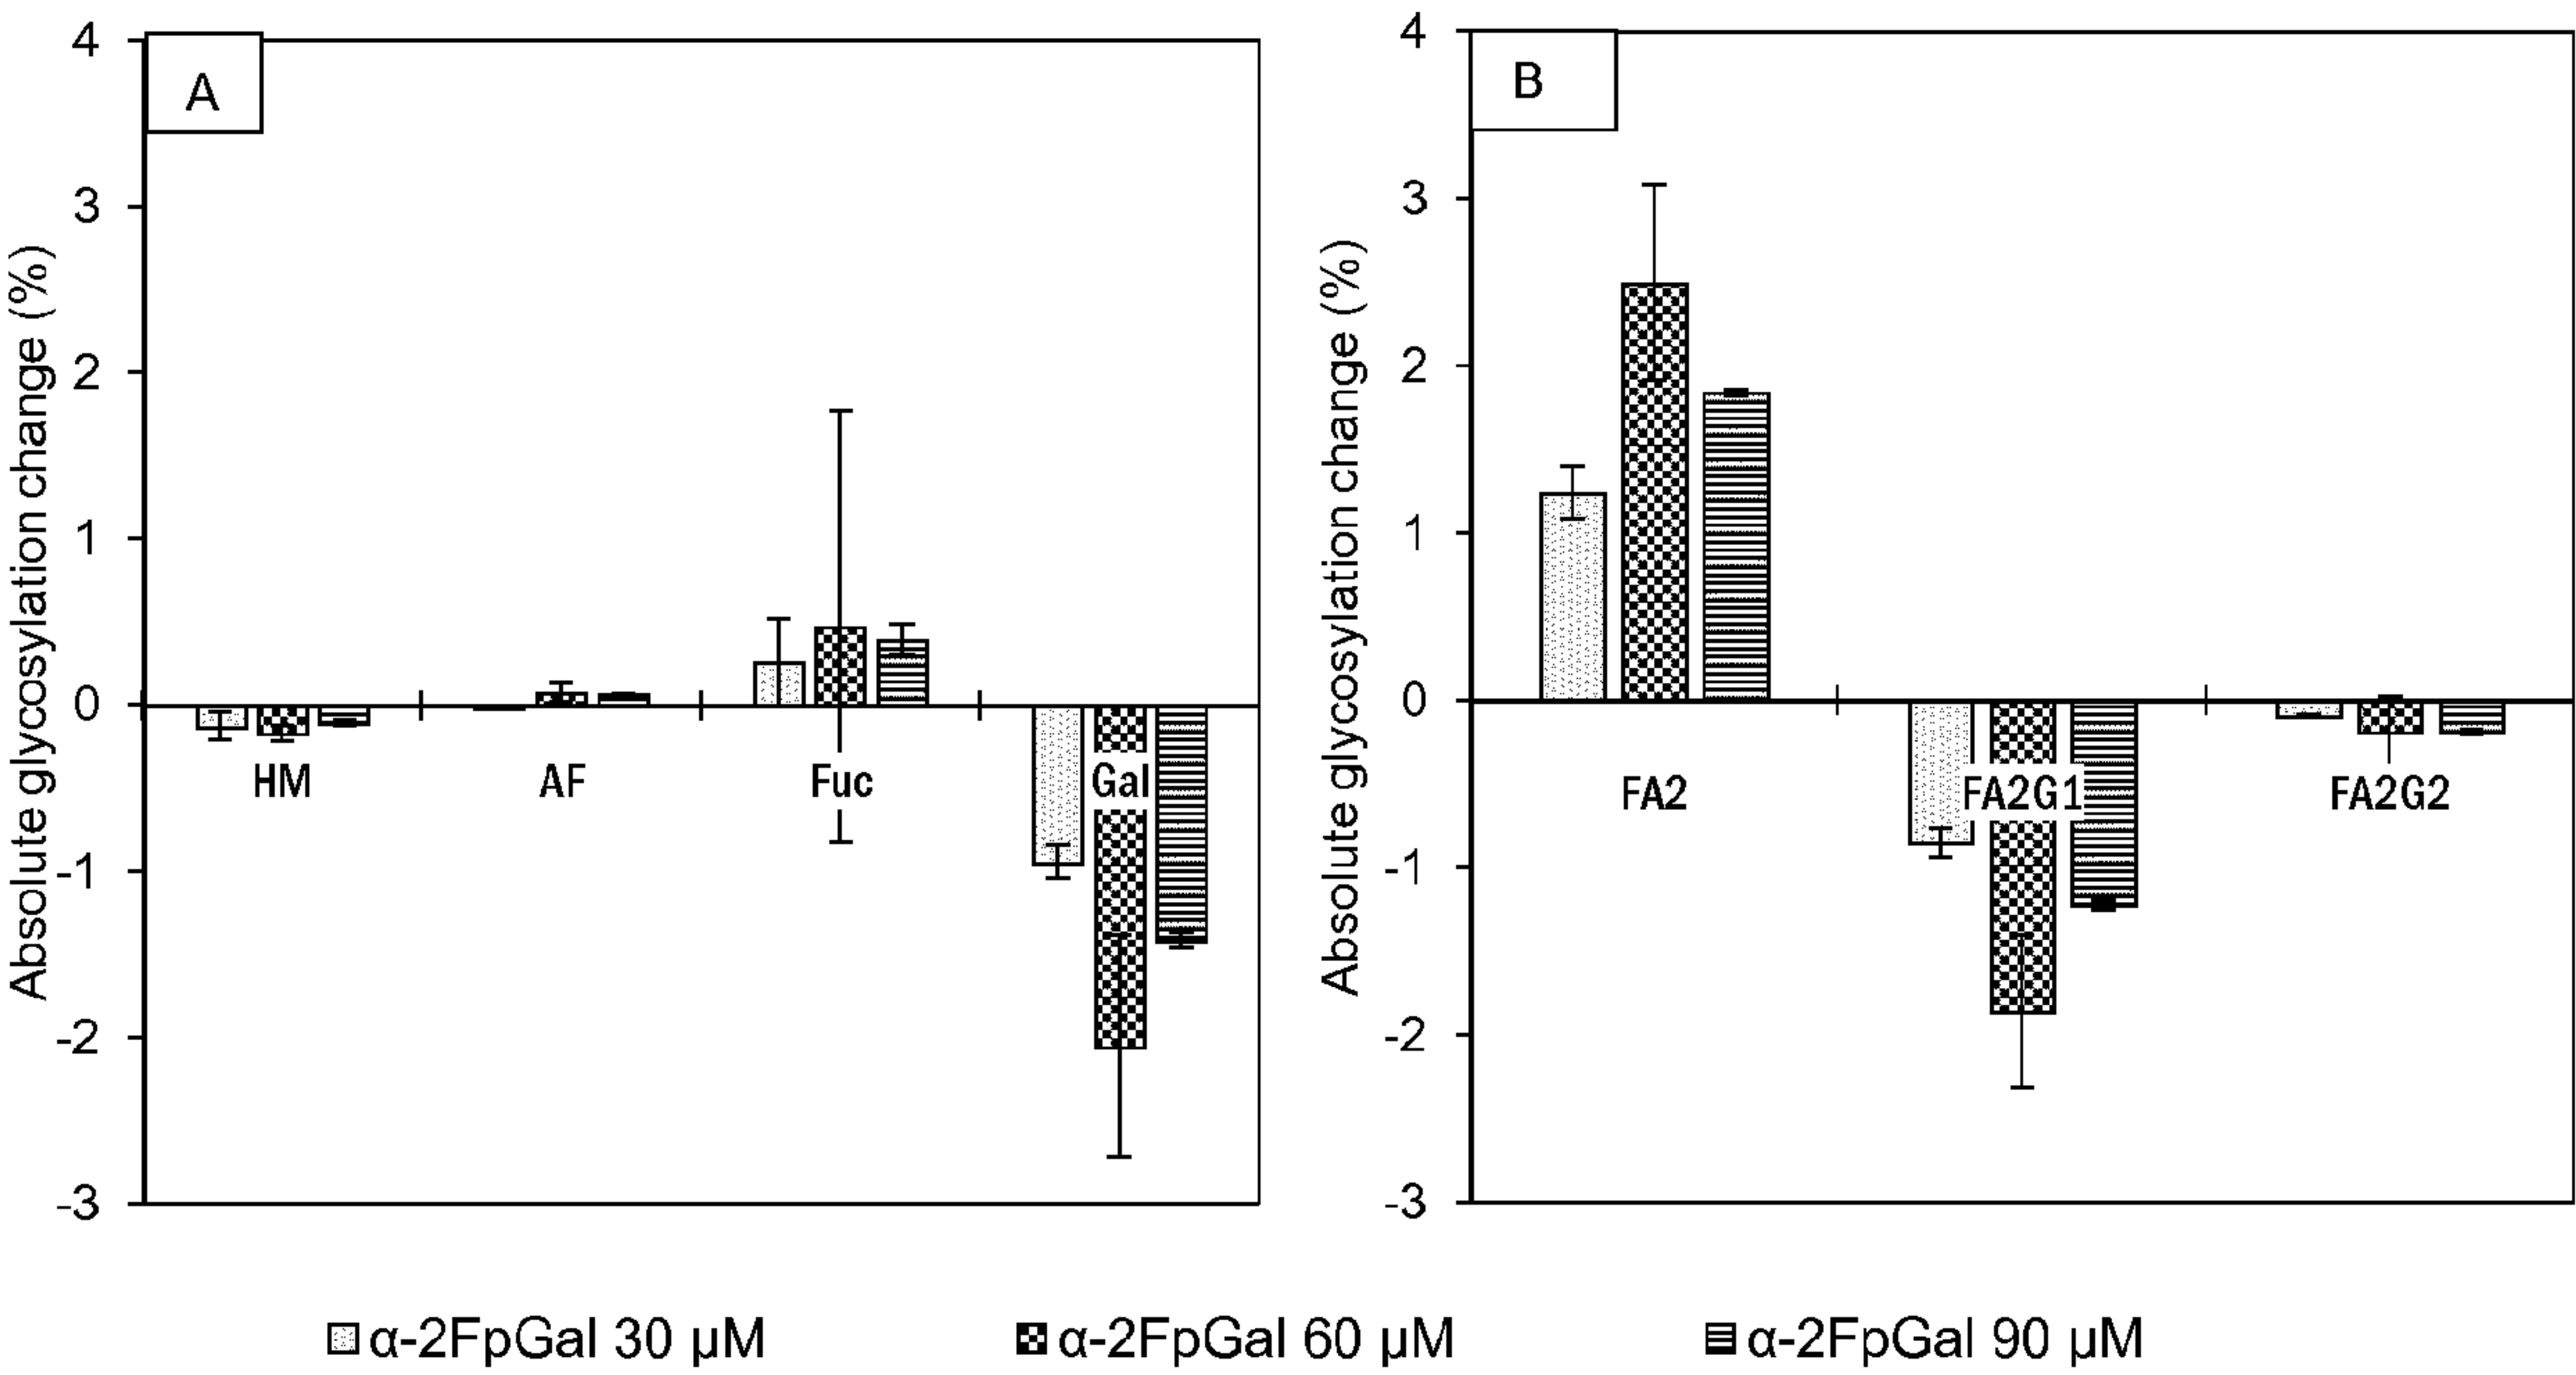 A
Absolute glycosylation change (%)
4
3
2
1
0
-1
-2
-3
HM AF Fuc Gal
B
Absolute glycosylation change (%)
4
3
2
1
0
-1
-2
-3
FA2 FA2G1 FA2G2
α-2FpGal 30 μM α-2FpGal 60 μM α-2FpGal 90 μM